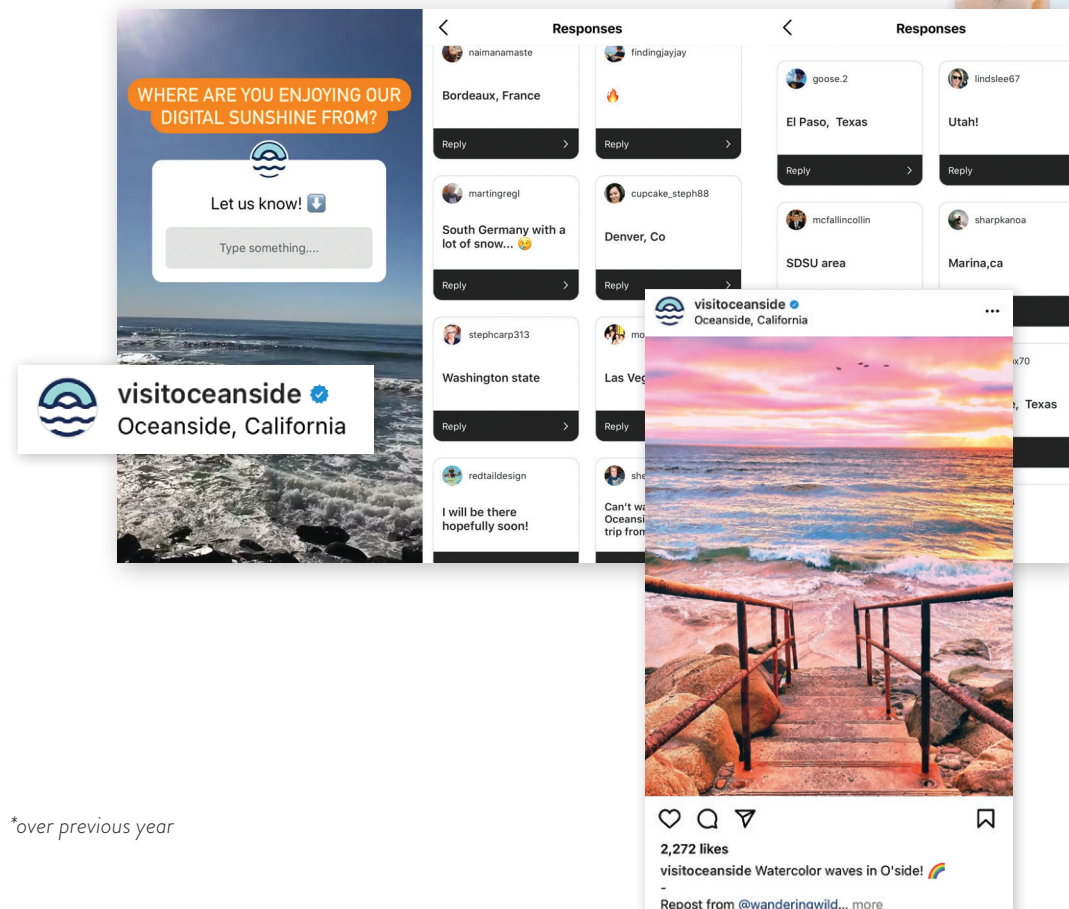 WHERE ARE YOU ENJOYING OUR
DIGITAL SUNSHINE FROM?
Let us know! ⬇️
Type something....
visitoceanside
Oceanside, California
Responses
naimanamaste
Bordeaux, France
Reply
findingjayjay
🔥
Reply
martingregl
South Germany with a
lot of snow... 😢
Reply
cupcake_steph88
Denver, Co
Reply
stephcarp313
Washington state
Reply
mo
Las Veg
Reply
redtaildesign
I will be there
hopefully soon!
she
Can't wa
Oceansi
trip from
Responses
goose.2
El Paso, Texas
Reply
lindslee67
Utah!
Reply
mcfallincollin
SDSU area
sharpkanoa
Marina,ca
x70
, Texas
visitoceanside
Oceanside, California
2,272 likes
visitoceanside Watercolor waves in O'side! 🌈
-
Repost from @wanderingwild... more
*over previous year